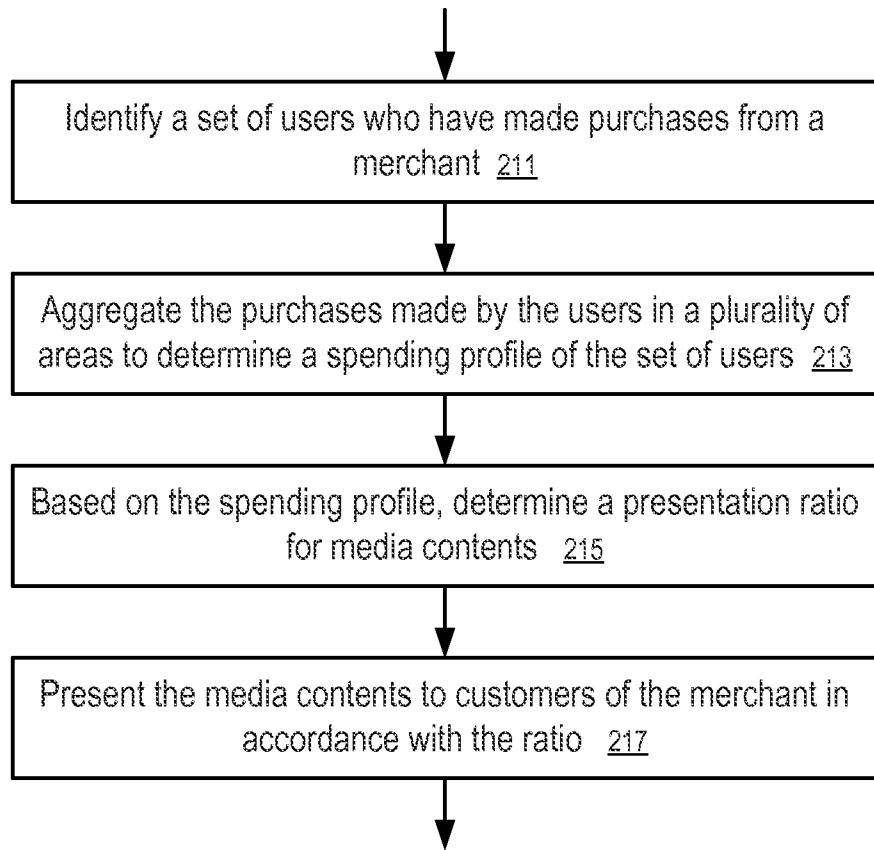 Identify a set of users who have made purchases from a
merchant 211
Aggregate the purchases made by the users in a plurality of
areas to determine a spending profile of the set of users 213
Based on the spending profile, determine a presentation ratio
for media contents 215
Present the media contents to customers of the merchant in
accordance with the ratio 217